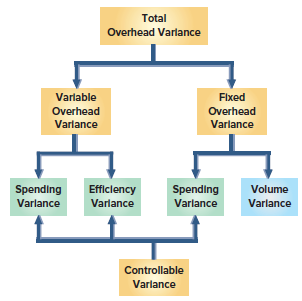 Total
Overhead Variance
Variable
Overhead
Variance
Fixed
Overhead
Variance
Spending
Variance
Efficiency
Variance
Spending
Variance
Volume
Variance
Controllable
Variance